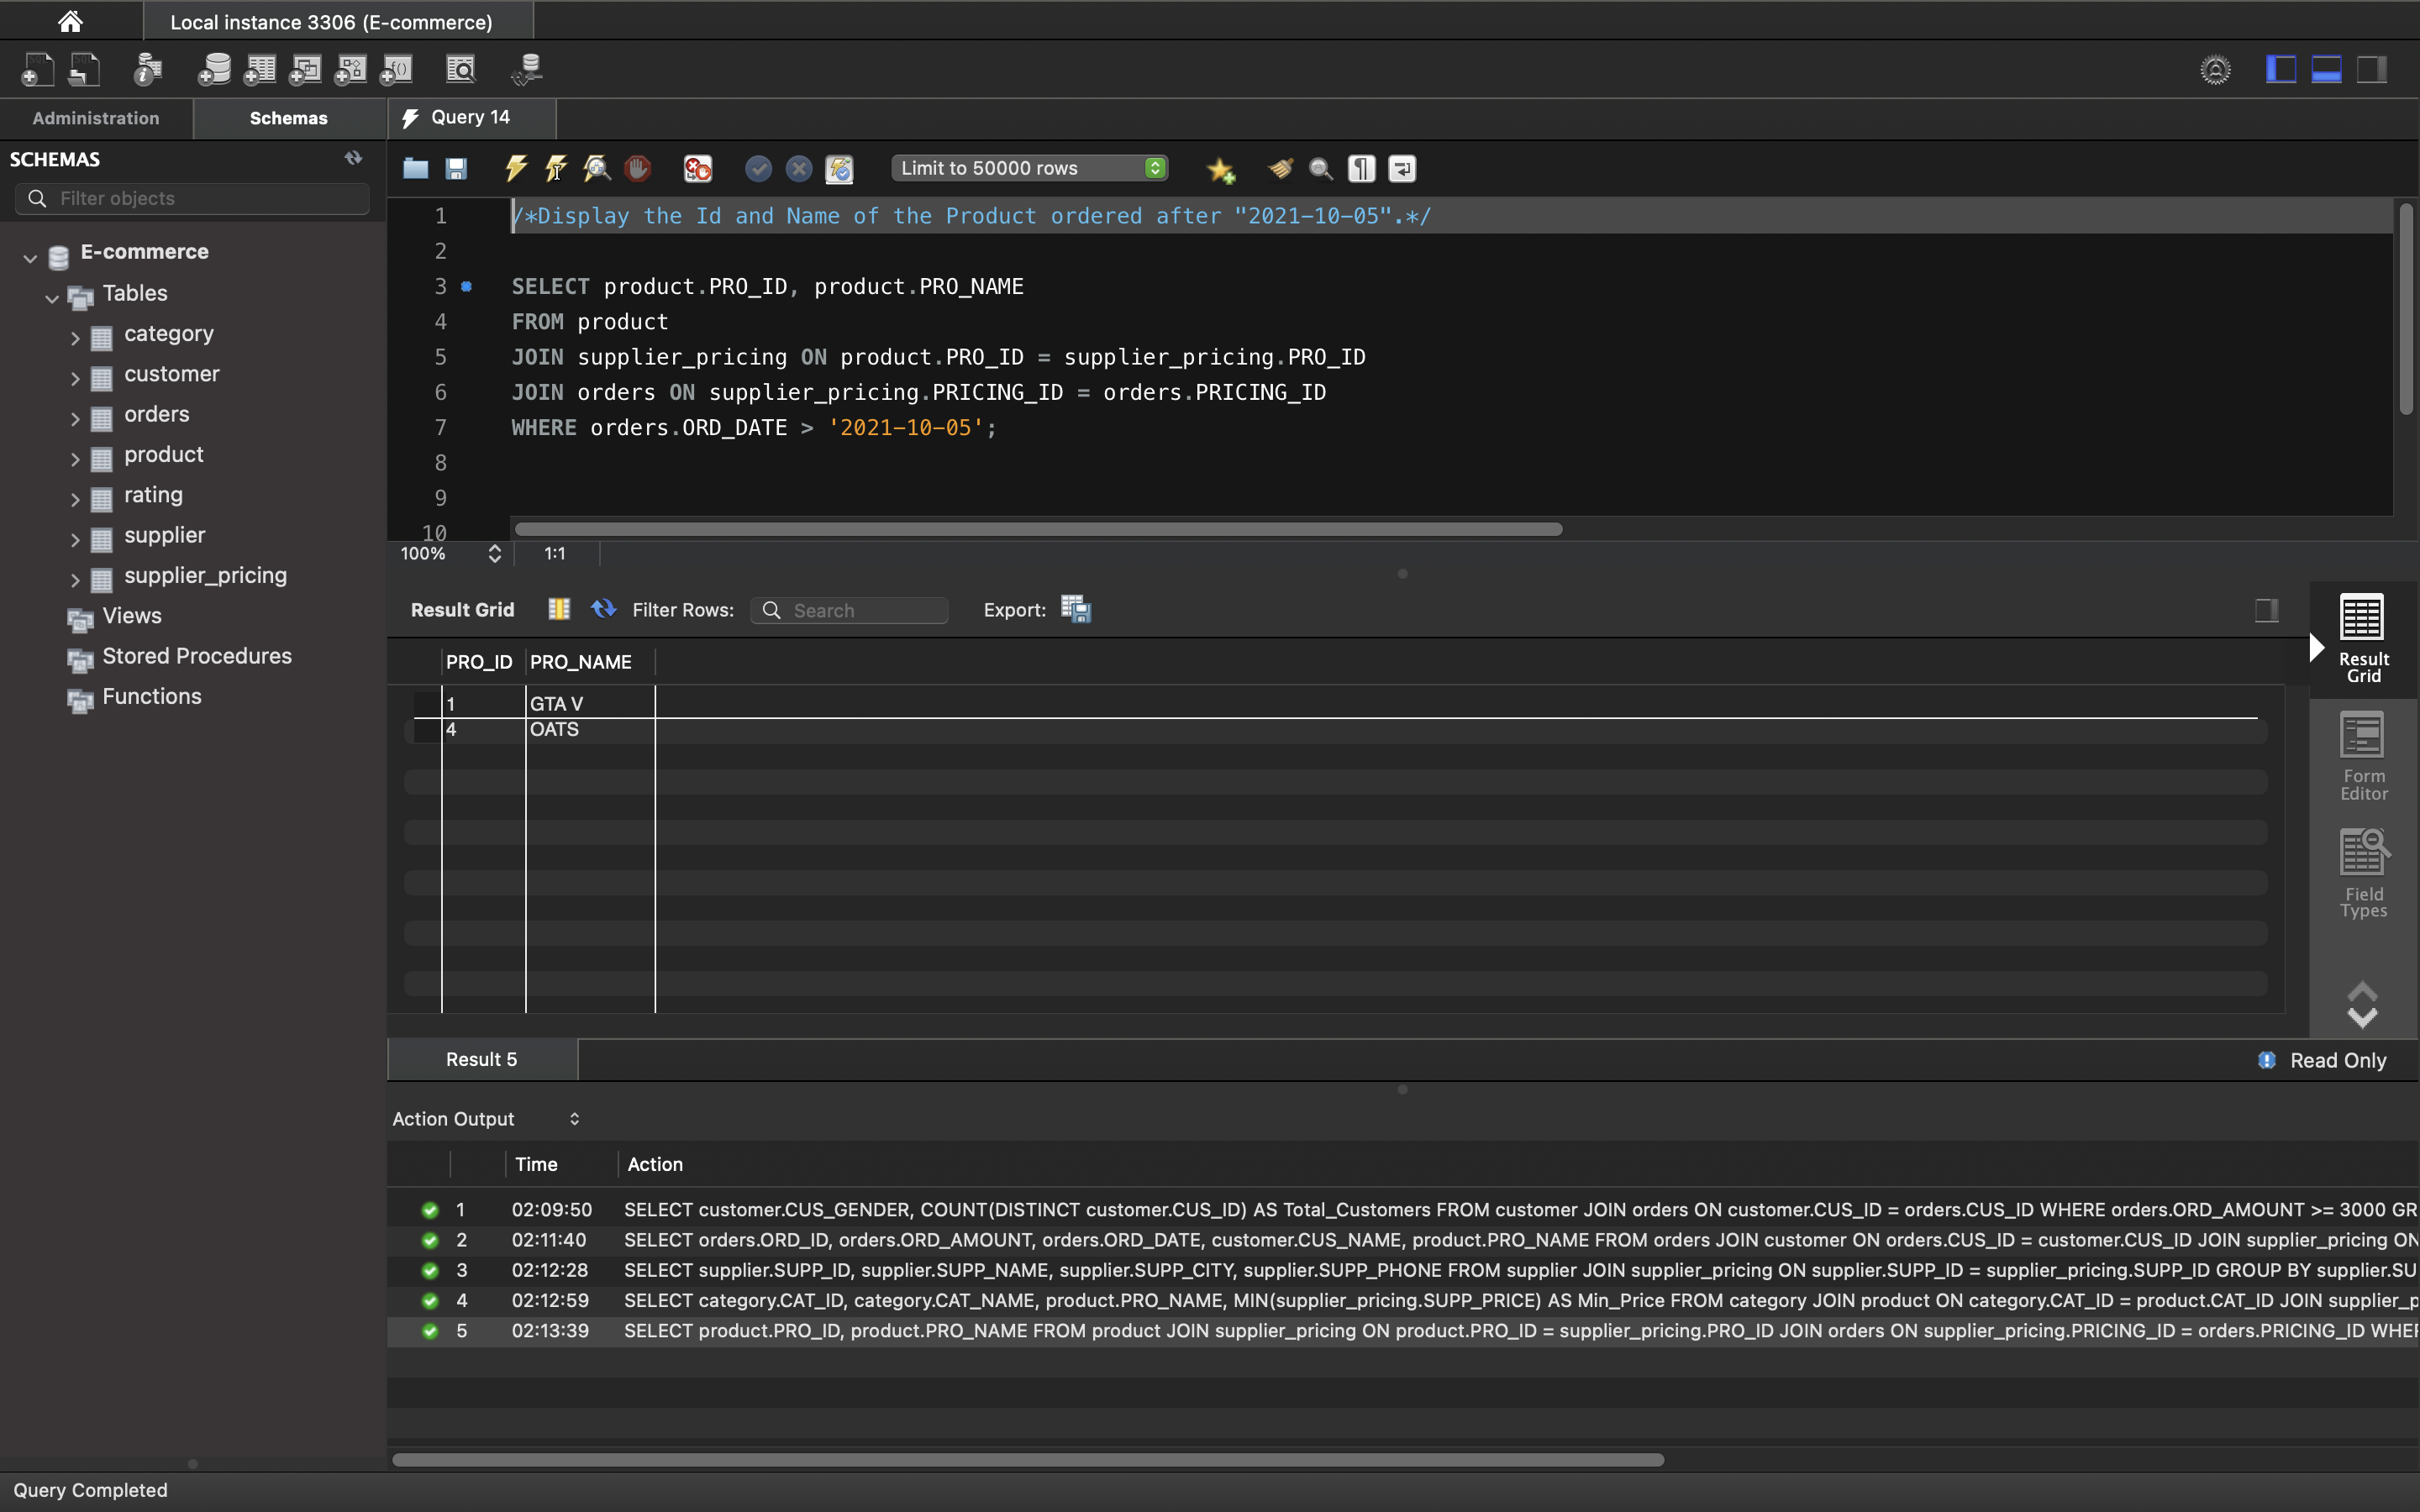 Local instance 3306 (E-commerce)
Administration
Schemas
Query 14
SCHEMAS
Filter objects
Limit to 50000 rows
E-commerce
Tables
category
customer
orders
product
rating
supplier
supplier_pricing
Views
Stored Procedures
Functions
1 /*Display the Id and Name of the Product ordered after "2021-10-05".*/
2
3 SELECT product.PRO_ID, product.PRO_NAME
4 FROM product
5 JOIN supplier_pricing ON product.PRO_ID = supplier_pricing.PRO_ID
6 JOIN orders ON supplier_pricing.PRICING_ID = orders.PRICING_ID
7 WHERE orders.ORD_DATE > '2021-10-05';
8
9
10
100% 1:1
Result Grid Filter Rows: Search Export:
PRO_ID PRO_NAME
1 GTA V
4 OATS
Result
Grid
Form
Editor
Field
Types
Result 5
Read Only
Action Output
Time Action
1 02:09:50 SELECT customer.CUS_GENDER, COUNT(DISTINCT customer.CUS_ID) AS Total_Customers FROM customer JOIN orders ON customer.CUS_ID = orders.CUS_ID WHERE orders.ORD_AMOUNT >= 3000 GR
2 02:11:40 SELECT orders.ORD_ID, orders.ORD_AMOUNT, orders.ORD_DATE, customer.CUS_NAME, product.PRO_NAME FROM orders JOIN customer ON orders.CUS_ID = customer.CUS_ID JOIN supplier_pricing ON
3 02:12:28 SELECT supplier.SUPP_ID, supplier.SUPP_NAME, supplier.SUPP_CITY, supplier.SUPP_PHONE FROM supplier JOIN supplier_pricing ON supplier.SUPP_ID = supplier_pricing.SUPP_ID GROUP BY supplier.SU
4 02:12:59 SELECT category.CAT_ID, category.CAT_NAME, product.PRO_NAME, MIN(supplier_pricing.SUPP_PRICE) AS Min_Price FROM category JOIN product ON category.CAT_ID = product.CAT_ID JOIN supplier_p
5 02:13:39 SELECT product.PRO_ID, product.PRO_NAME FROM product JOIN supplier_pricing ON product.PRO_ID = supplier_pricing.PRO_ID JOIN orders ON supplier_pricing.PRICING_ID = orders.PRICING_ID WHE
Query Completed